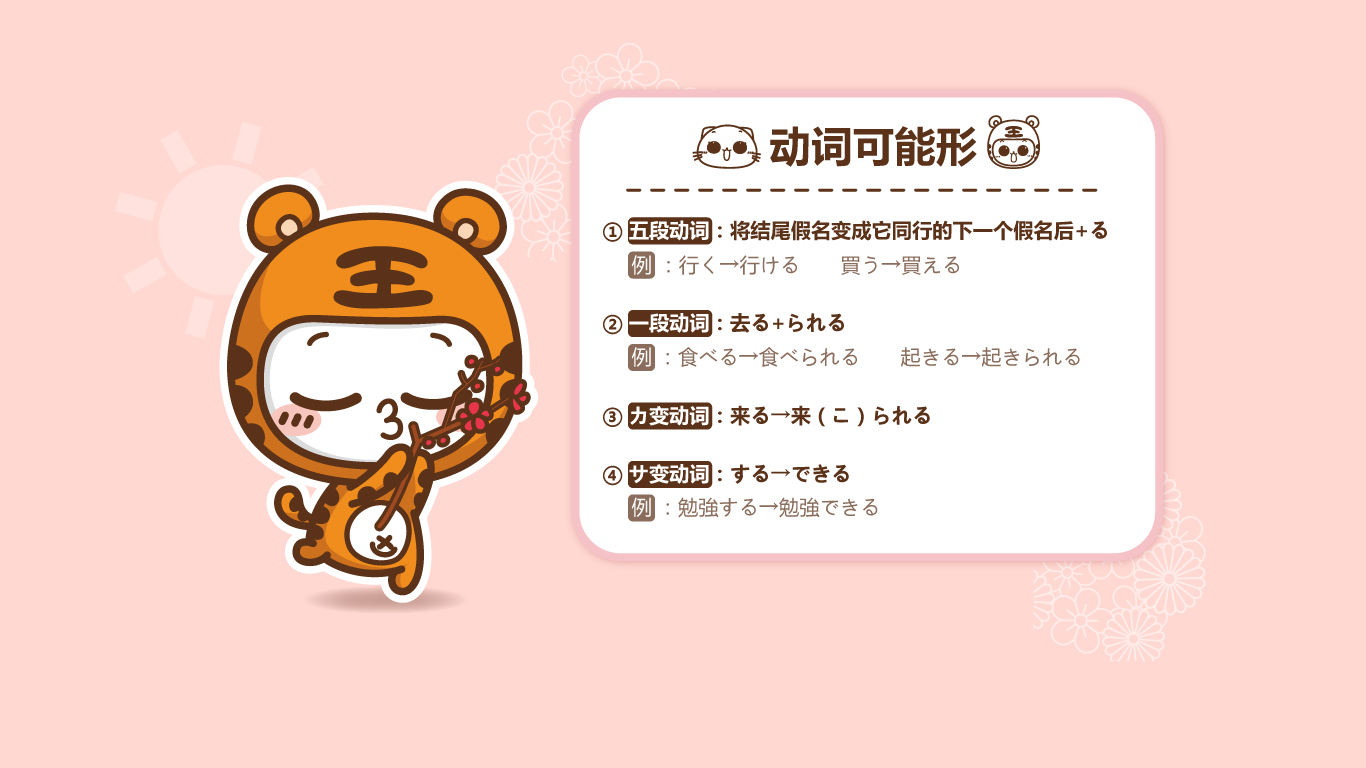 动词可能形
① 五段动词：将结尾假名变成它同行的下一个假名后+る
例：行く→行ける　　買う→買える
② 一段动词：去る+られる
例：食べる→食べられる　　起きる→起きられる
③ カ变动词：来る→来（こ）られる
④ サ变动词：する→できる
例：勉強する→勉強できる
王